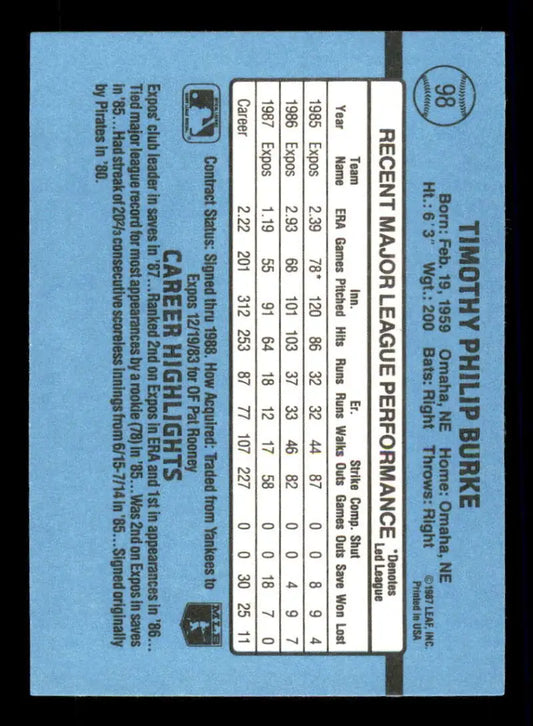 98
TIMOTHY PHILIP BURKE
Born: Feb. 19, 1959 Omaha, NE Home: Omaha, NE
Ht.: 6' 3" Wgt.: 200 Bats: Right Throws: Right
©1987 LEAF, INC.
Printed in USA
RECENT MAJOR LEAGUE PERFORMANCE *Denotes Led League
Year Team Name ERA Games Inn. Pitched Hits Runs Er. Runs Walks Strike Outs Comp. Games Shut Outs Save Won Lost
1985 Expos 2.39 78* 120 86 32 32 44 87 0 0 8 9 4
1986 Expos 2.93 68 101 103 37 33 46 82 0 0 4 9 7
1987 Expos 1.19 55 91 64 18 12 17 58 0 0 18 7 0
Career 2.22 201 312 253 87 77 107 227 0 0 30 25 11
Contract Status: Signed thru 1988. How Acquired: Traded from Yankees to
Expos 12/19/83 for OF Pat Rooney
MLB
CAREER HIGHLIGHTS
Expos' club leader in saves in '87...Ranked 2nd on Expos in ERA and 1st in appearances in '86...
Tied major league record for most appearances by a rookie (78) in '85...Was 2nd on Expos in saves
in '85...Had streak of 20⅔ consecutive scoreless innings from 6/15-7/14 in '85...Signed originally
by Pirates in '80.